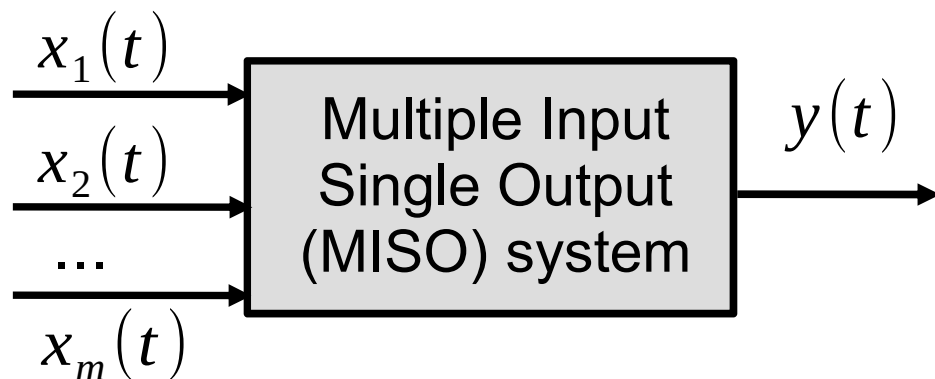 x₁(t)
x₂(t)
...
xₘ(t)
Multiple Input
Single Output
(MISO) system
y(t)